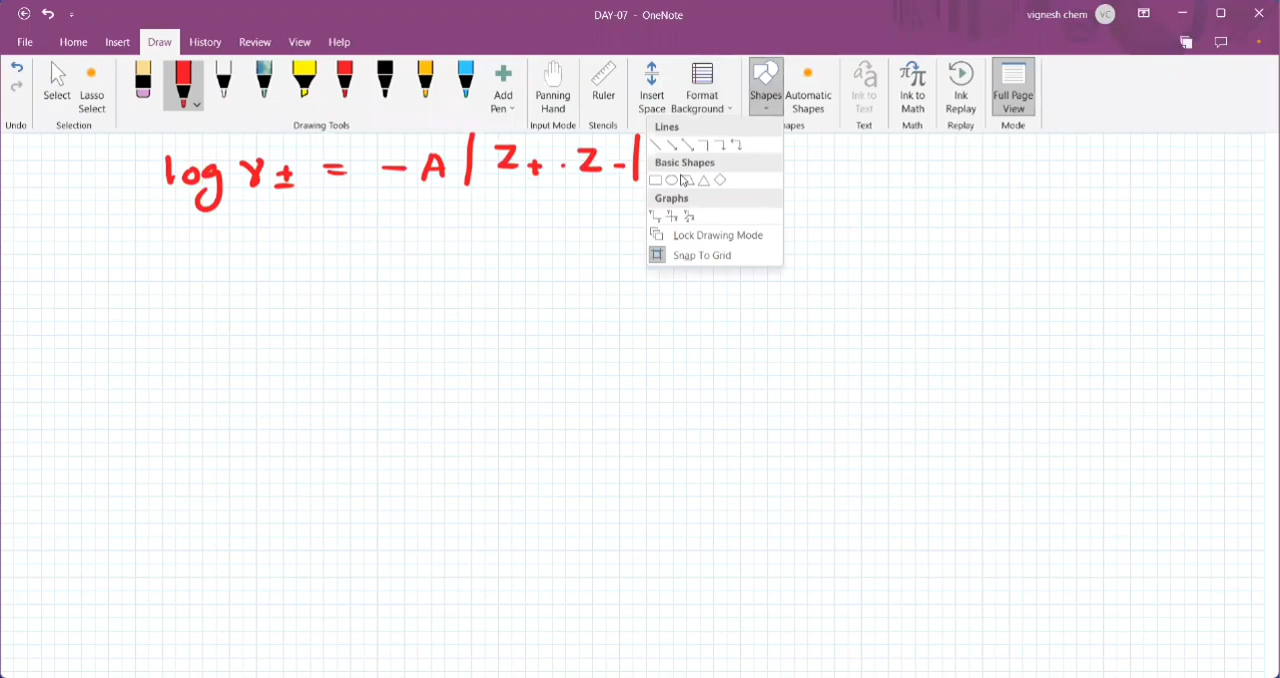 DAY-07 - OneNote
vignesh chem VC
File Home Insert Draw History Review View Help
Select Lasso Select Add Pen Panning Hand Ruler Insert Space Format Background Shapes Automatic Shapes Ink to Text Ink to Math Ink Replay Full Page View
Undo Selection Drawing Tools Input Mode Stencils apes Text Math Replay Mode
Lines
Basic Shapes
Graphs
Lock Drawing Mode
Snap To Grid
log γ± = -A | Z+ . Z- |